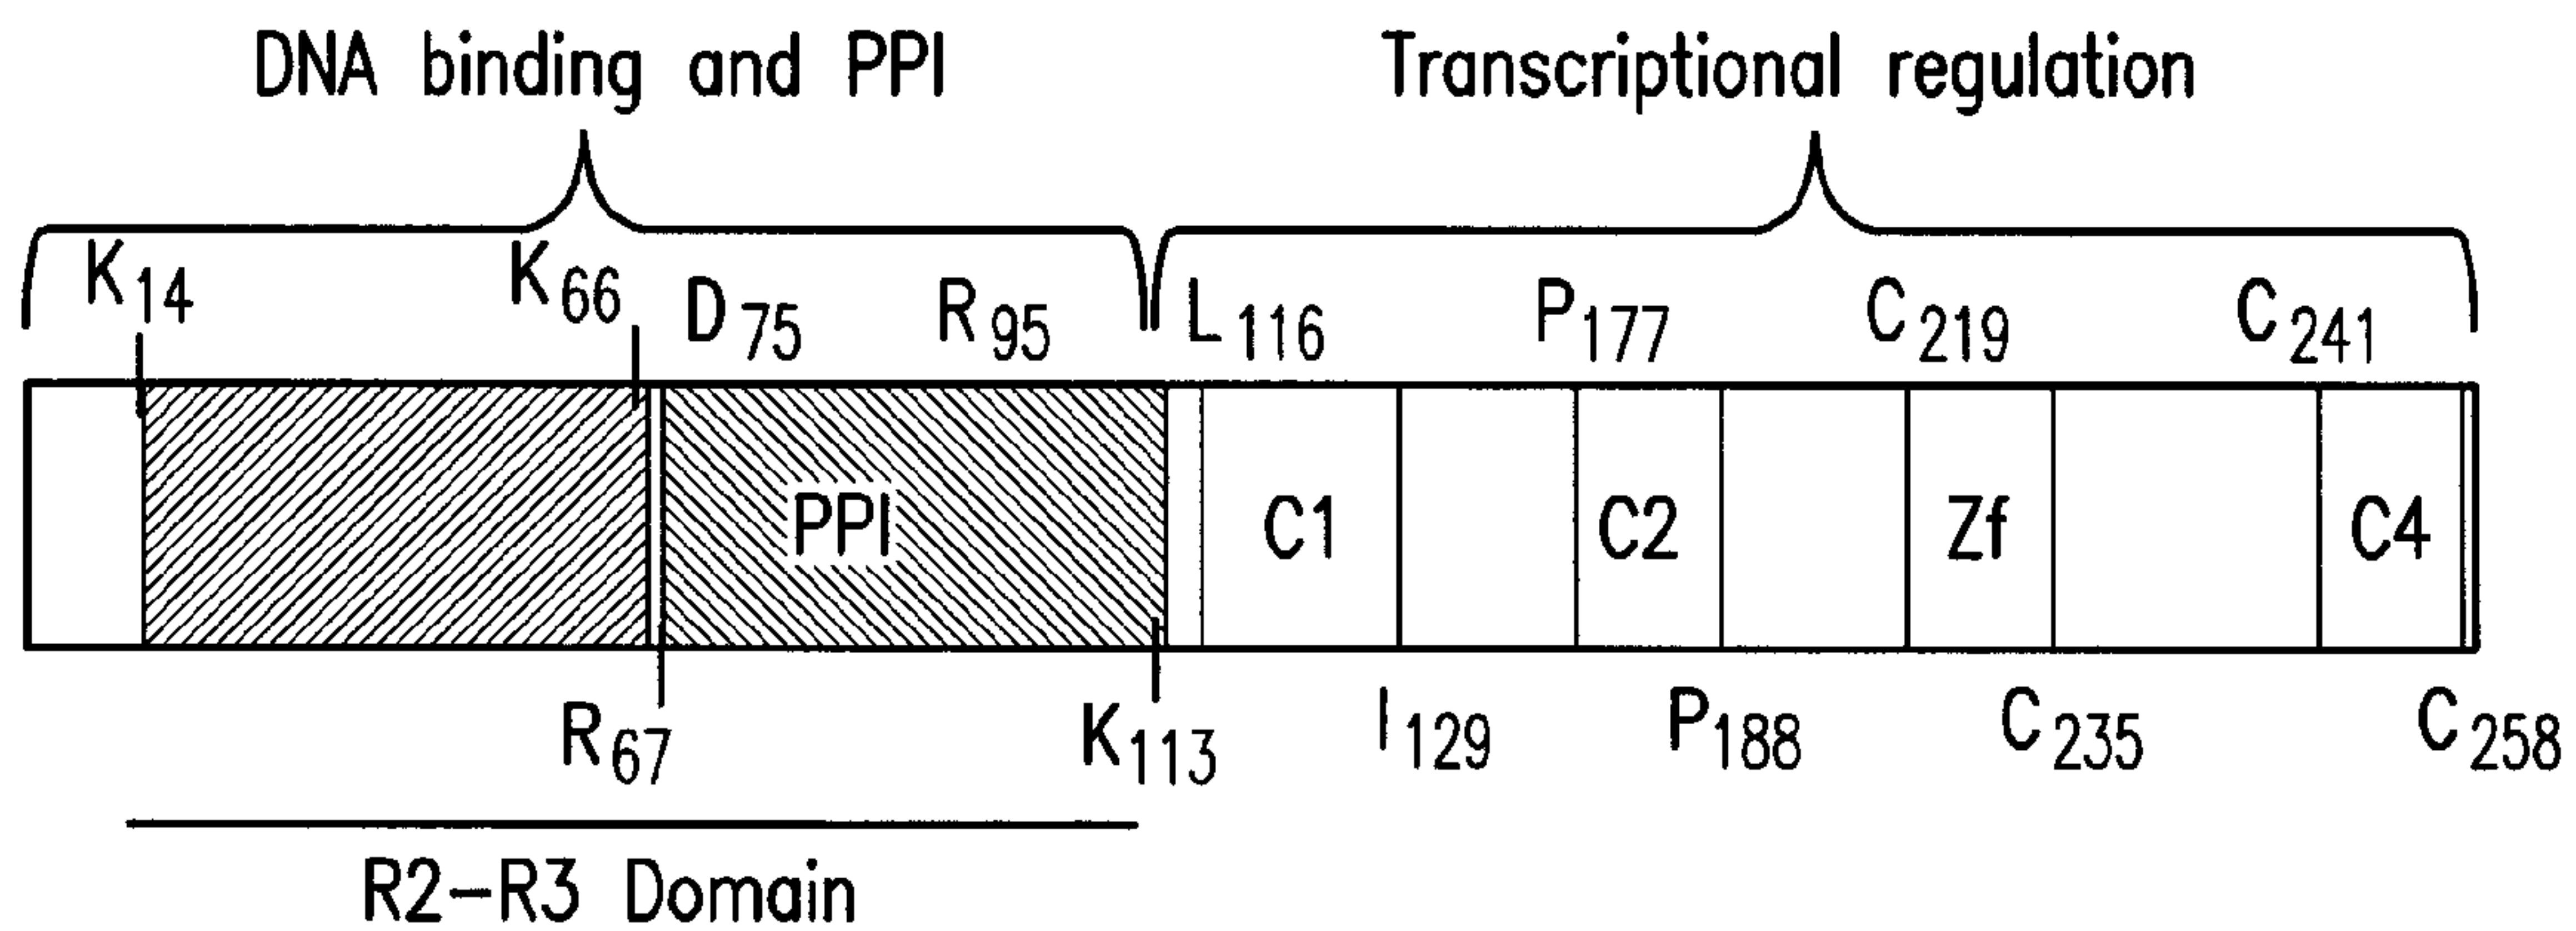 DNA binding and PPI Transcriptional regulation
K14 K66 D75 R95 L116 P177 C219 C241
PPI C1 C2 Zf C4
R67 K113 I129 P188 C235 C258
R2-R3 Domain